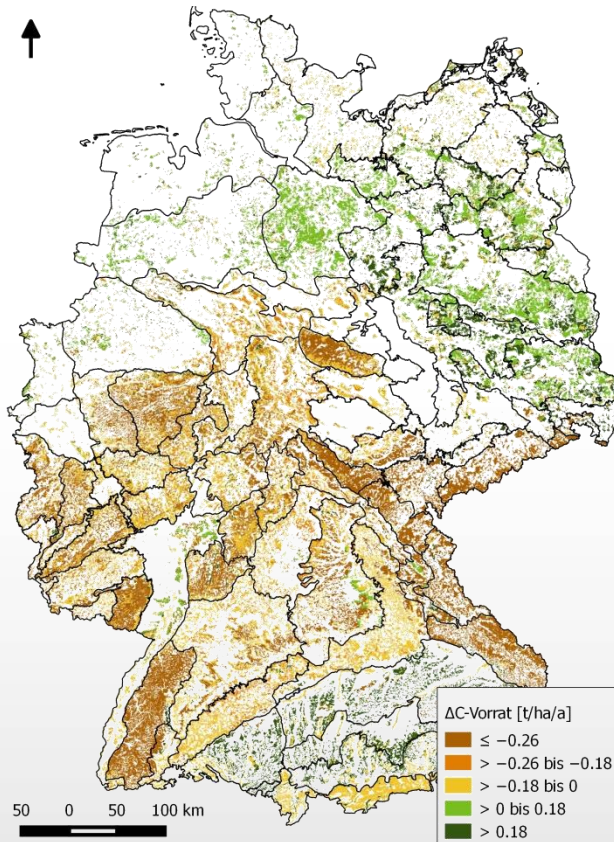 ΔC-Vorrat [t/ha/a]
≤ −0.26
> −0.26 bis −0.18
> −0.18 bis 0
> 0 bis 0.18
> 0.18
50 0 50 100 km